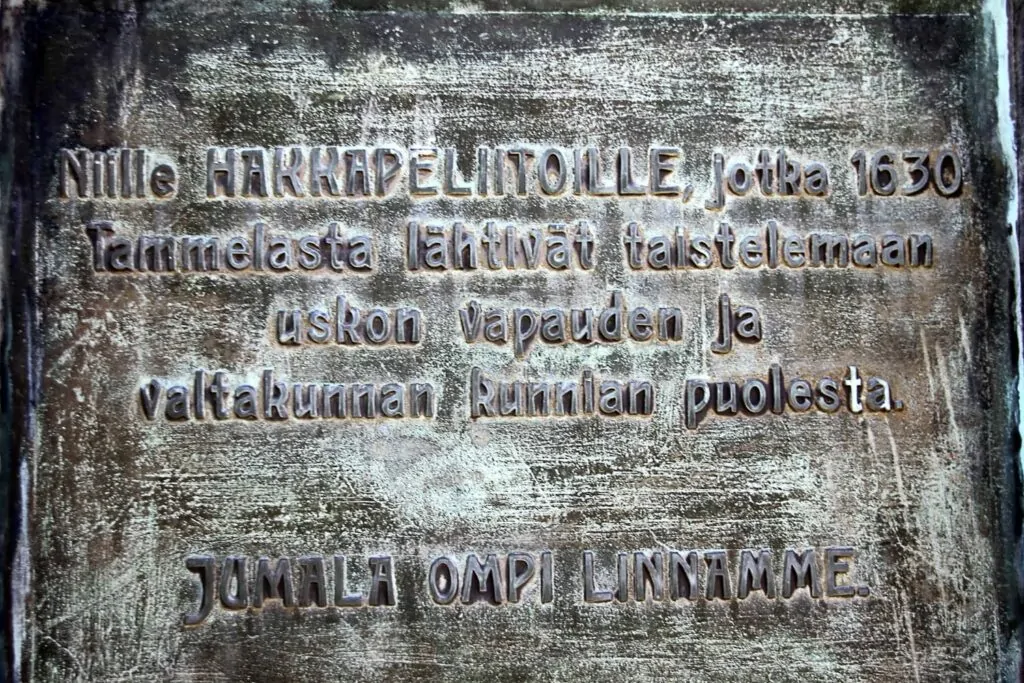 Niille HAKKAPELIITOILLE, jotka 1630
Tammelasta lähtivät taistelemaan
uskon vapauden ja
valtakunnan kunnian puolesta.
JUMALA OMPI LINNAMME.